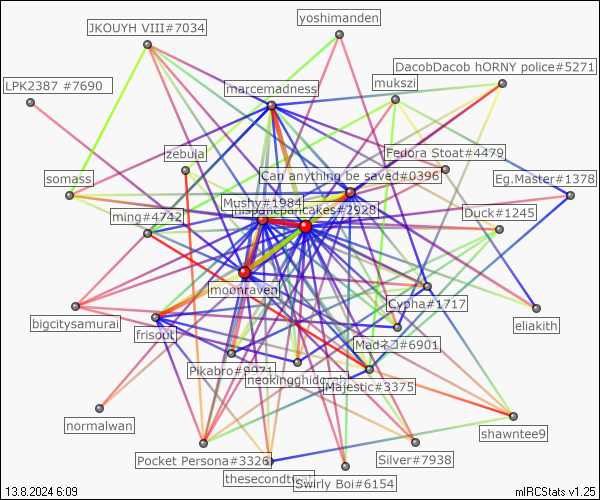 yoshimanden
JKOUYH VIII#7034
DacobDacob hORNY police#5271
LPK2387 #7690
marcemadness
mukszi
zebula
Fedora Stoat#4479
somass
Can anything be saved#0396
Eg.Master#1378
Mushy#1984
pancakes#2928
Duck#1245
ming#4742
moonraven
Cypha#1717
bigcitysamurai
eliakith
frisout
Madネコ#6901
Pikabro#9971
neokingghidorah
Majestic#3375
normalwan
shawntee9
Pocket Persona#3326
Silver#7938
Swirly Boi#6154
13.8.2024 6:09
mIRCStats v1.25